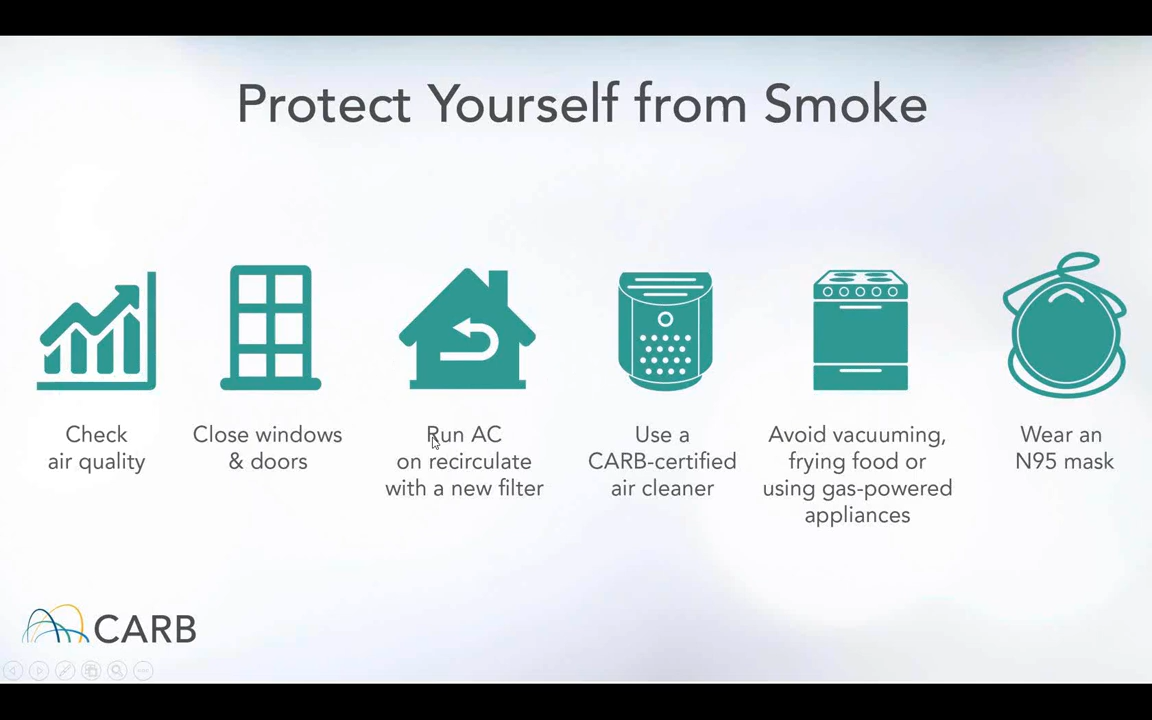 Protect Yourself from Smoke
Check
air quality
Close windows
& doors
Run AC
on recirculate
with a new filter
Use a
CARB-certified
air cleaner
Avoid vacuuming,
frying food or
using gas-powered
appliances
Wear an
N95 mask
CARB